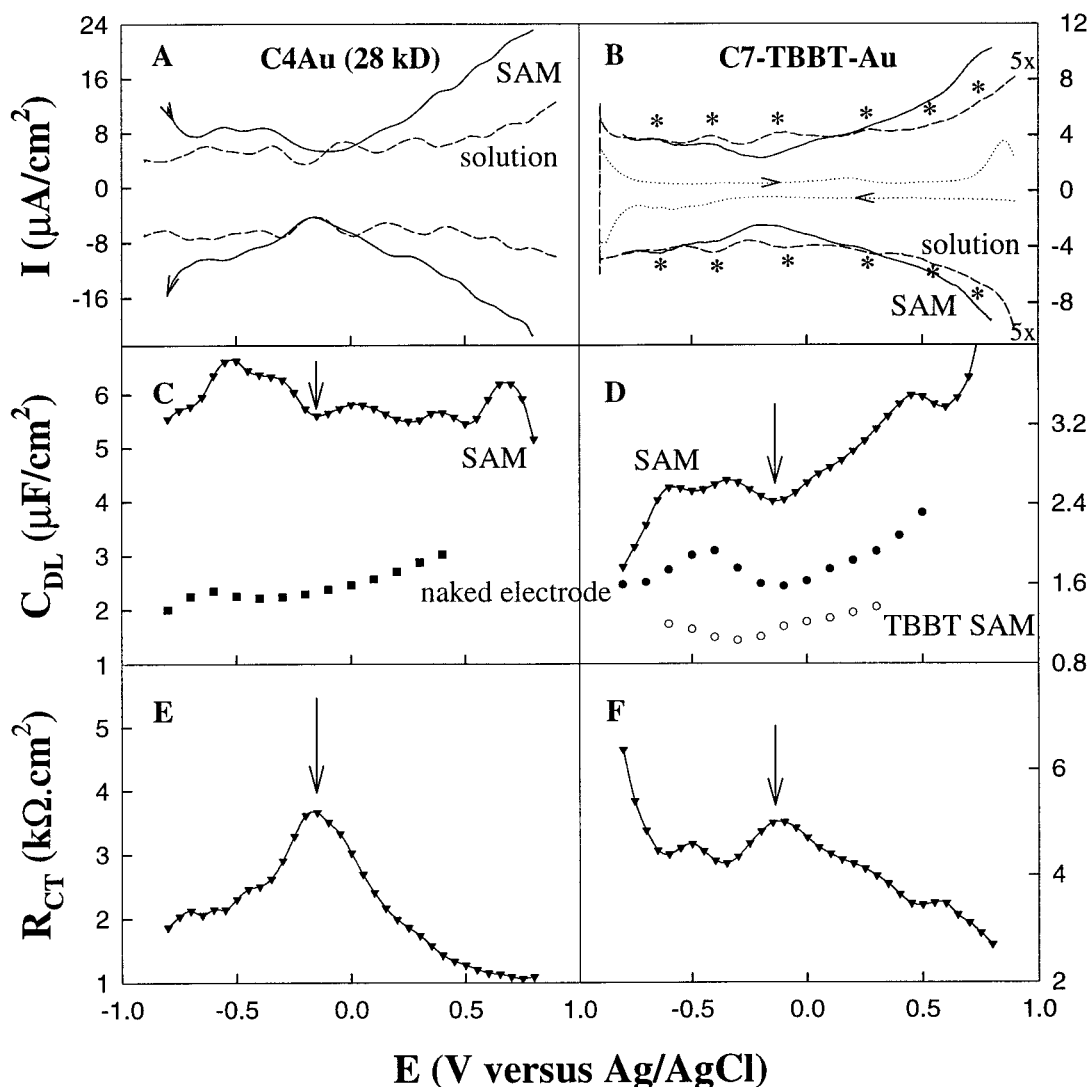 24
16
8
0
-8
-16
I (μA/cm²)
A
C4Au (28 kD)
SAM
solution
B
C7-TBBT-Au
5x
* * * * * *
solution
* * * * * *
SAM
5x
12
8
4
0
-4
-8
6
5
4
3
2
1
C_DL (μF/cm²)
C
SAM
naked electrode
D
SAM
TBBT SAM
3.2
2.4
1.6
0.8
5
4
3
2
1
R_CT (kΩ.cm²)
E
F
6
4
2
-1.0 -0.5 0.0 0.5 1.0 -0.5 0.0 0.5 1.0
E (V versus Ag/AgCl)